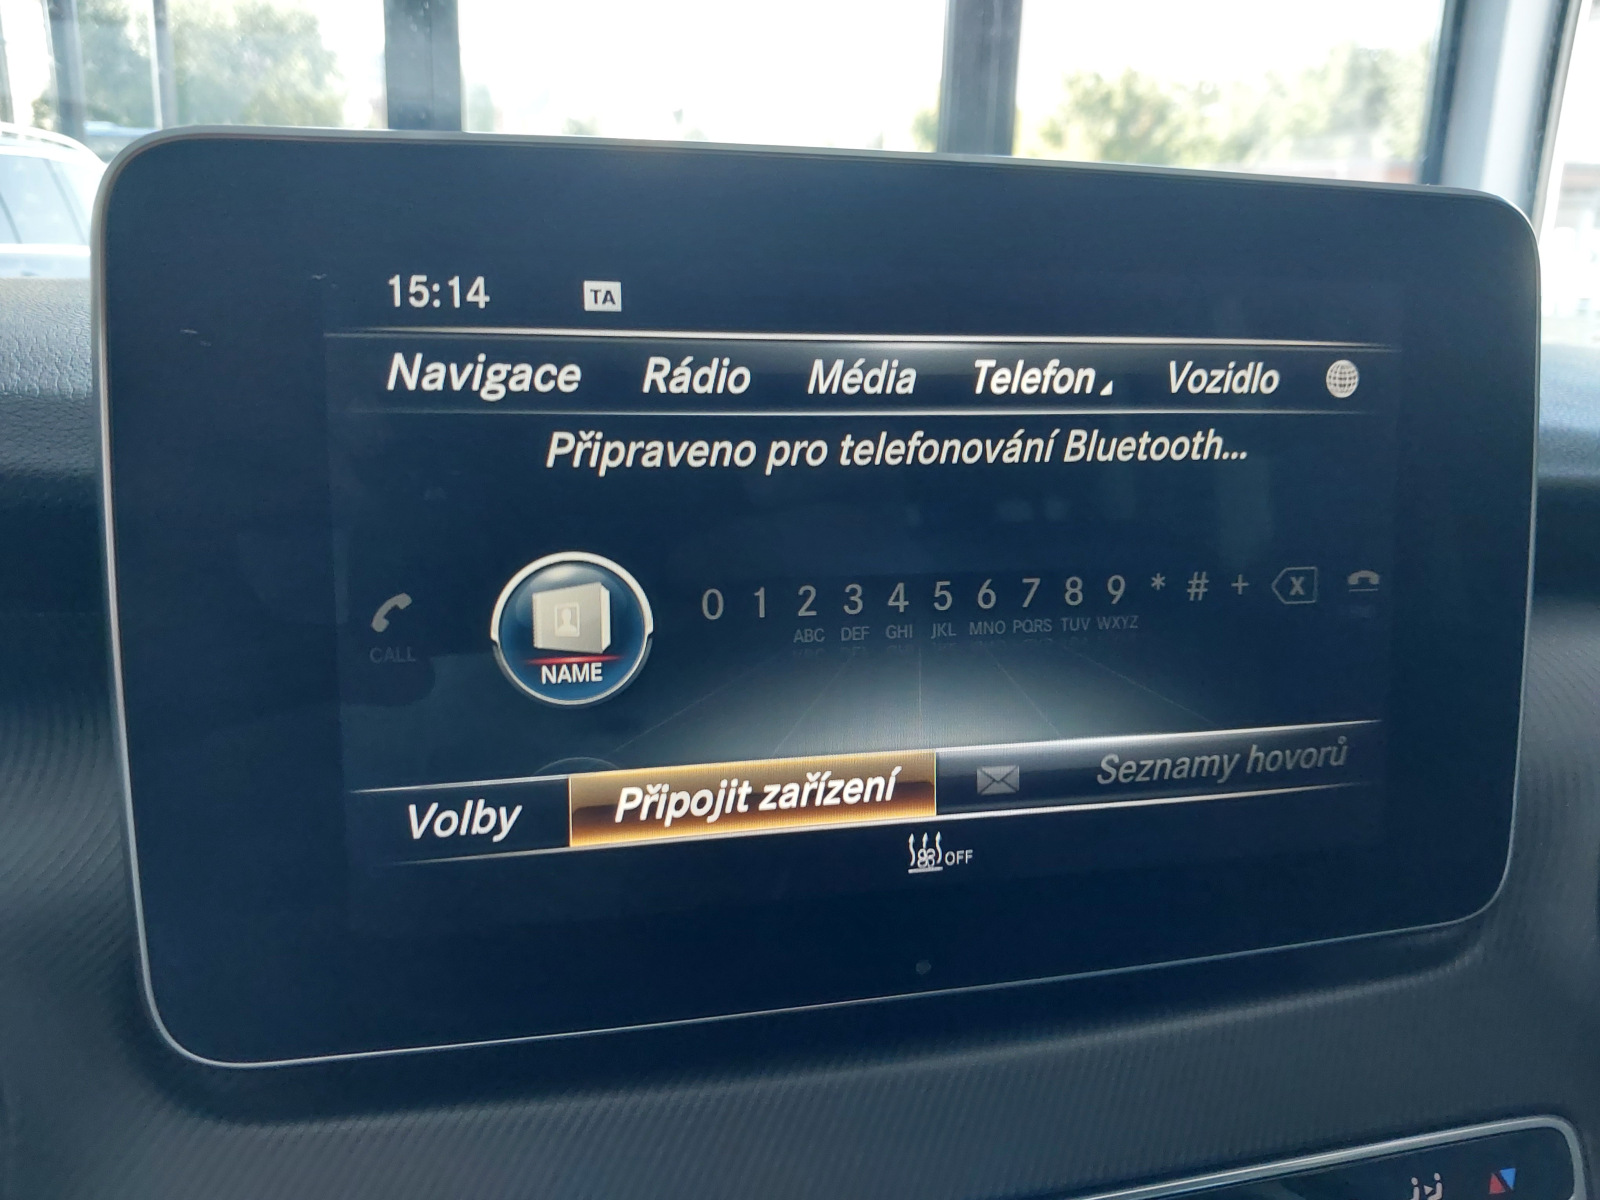 15:14 TA
Navigace Rádio Média Telefon Vozidlo
Připraveno pro telefonování Bluetooth...
0 1 2 3 4 5 6 7 8 9 * # + X
ABC DEF GHI JKL MNO PQRS TUV WXYZ
CALL NAME
Volby Připojit zařízení Seznamy hovorů
OFF